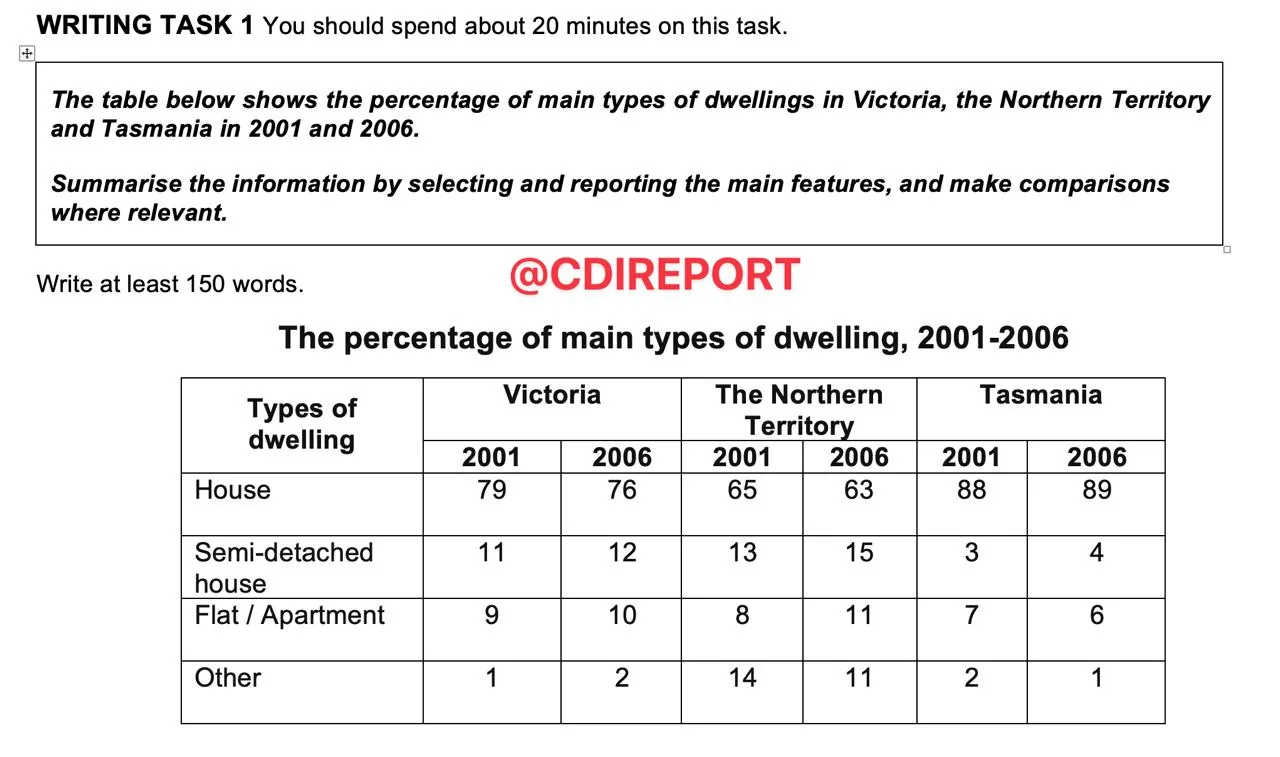 WRITING TASK 1 You should spend about 20 minutes on this task.
The table below shows the percentage of main types of dwellings in Victoria, the Northern Territory
and Tasmania in 2001 and 2006.
Summarise the information by selecting and reporting the main features, and make comparisons
where relevant.
Write at least 150 words.
@CDIREPORT
The percentage of main types of dwelling, 2001-2006
Types of dwelling Victoria The Northern Territory Tasmania
2001 2006 2001 2006 2001 2006
House 79 76 65 63 88 89
Semi-detached house 11 12 13 15 3 4
Flat / Apartment 9 10 8 11 7 6
Other 1 2 14 11 2 1